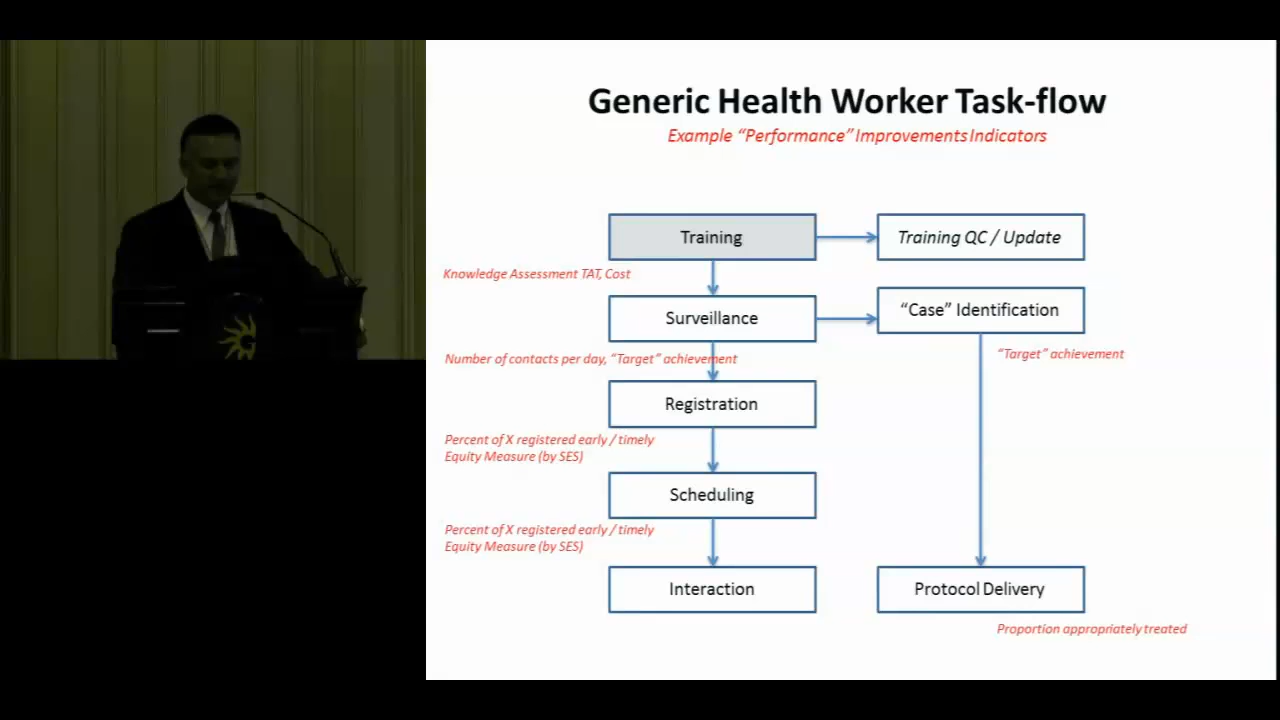 Generic Health Worker Task-flow
Example “Performance” Improvements Indicators
Training
Training QC / Update
Knowledge Assessment TAT, Cost
Surveillance
“Case” Identification
Number of contacts per day, “Target” achievement
“Target” achievement
Registration
Percent of X registered early / timely
Equity Measure (by SES)
Scheduling
Percent of X registered early / timely
Equity Measure (by SES)
Interaction
Protocol Delivery
Proportion appropriately treated